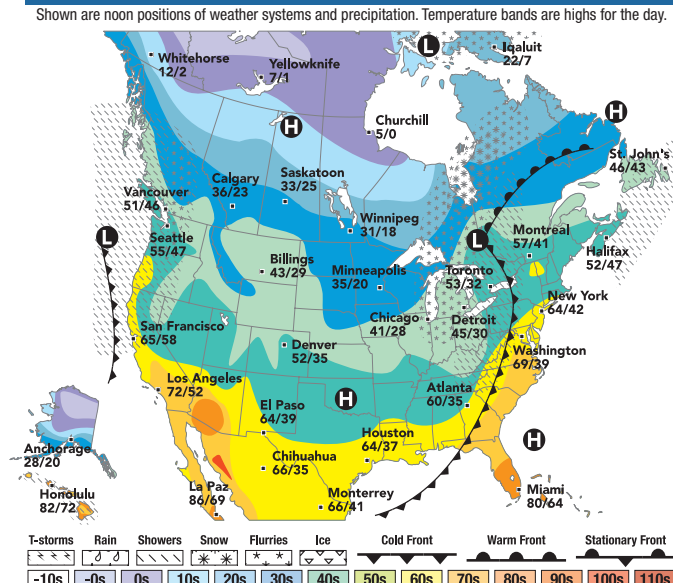 Shown are noon positions of weather systems and precipitation. Temperature bands are highs for the day.
L
Iqaluit
22/7
Whitehorse
12/2
Yellowknife
7/1
H
Churchill
5/0
H
St. John's
46/43
Calgary
36/23
Saskatoon
33/25
Vancouver
51/46
Winnipeg
31/18
L
Seattle
55/47
L
Montreal
57/41
Halifax
52/47
Billings
43/29
Minneapolis
35/20
Toronto
53/32
New York
64/42
San Francisco
65/58
Chicago
41/28
Detroit
45/30
Denver
52/35
Washington
69/39
Los Angeles
72/52
H
Atlanta
60/35
El Paso
64/39
Houston
64/37
H
Anchorage
28/20
Chihuahua
66/35
Honolulu
82/72
La Paz
86/69
Monterrey
66/41
Miami
80/64
T-storms Rain Showers Snow Flurries Ice Cold Front Warm Front Stationary Front
-10s -0s 0s 10s 20s 30s 40s 50s 60s 70s 80s 90s 100s 110s